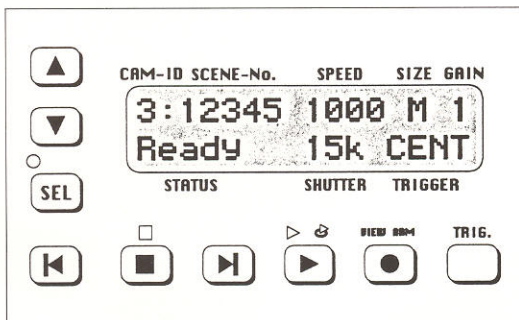 CAM-ID SCENE-No. SPEED SIZE GAIN
3:12345 1000 M 1
Ready 15k CENT
STATUS SHUTTER TRIGGER
SEL
VIEW TRIG.